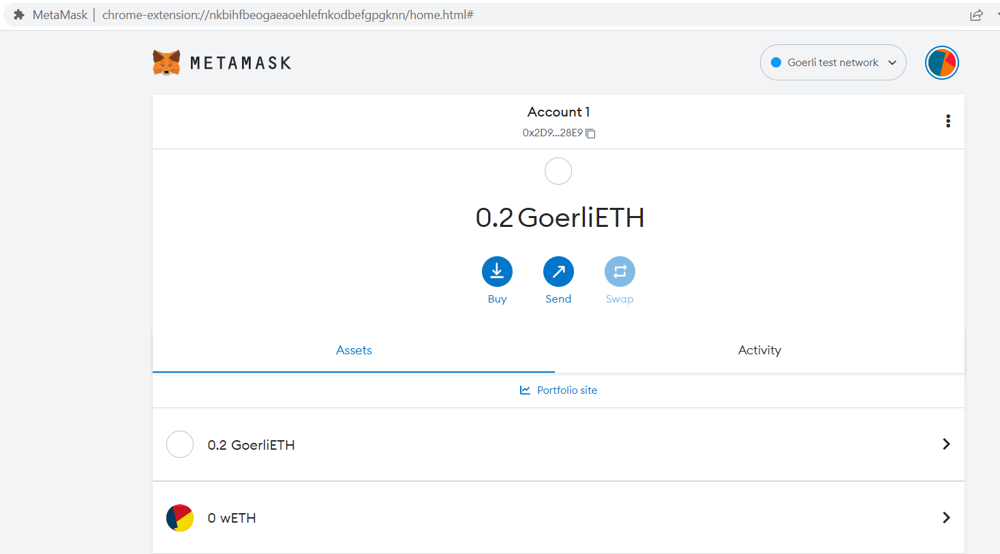 MetaMask | chrome-extension://nkbihfbeogaeaoehlefnkodbefgpgknn/home.html#
METAMASK
Goerli test network
Account 1
0x2D9...28E9
0.2 GoerliETH
Buy
Send
Swap
Assets
Activity
Portfolio site
0.2 GoerliETH
0 wETH